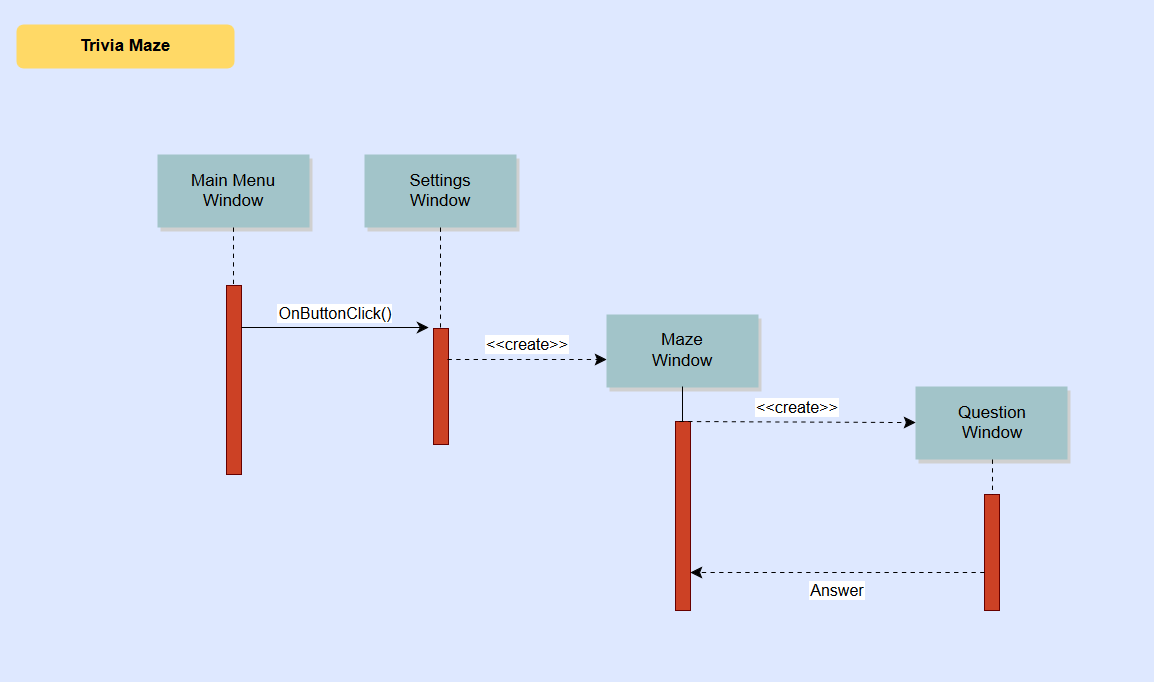 Trivia Maze
Main Menu
Window
Settings
Window
OnButtonClick()
<<create>>
Maze
Window
<<create>>
Question
Window
Answer